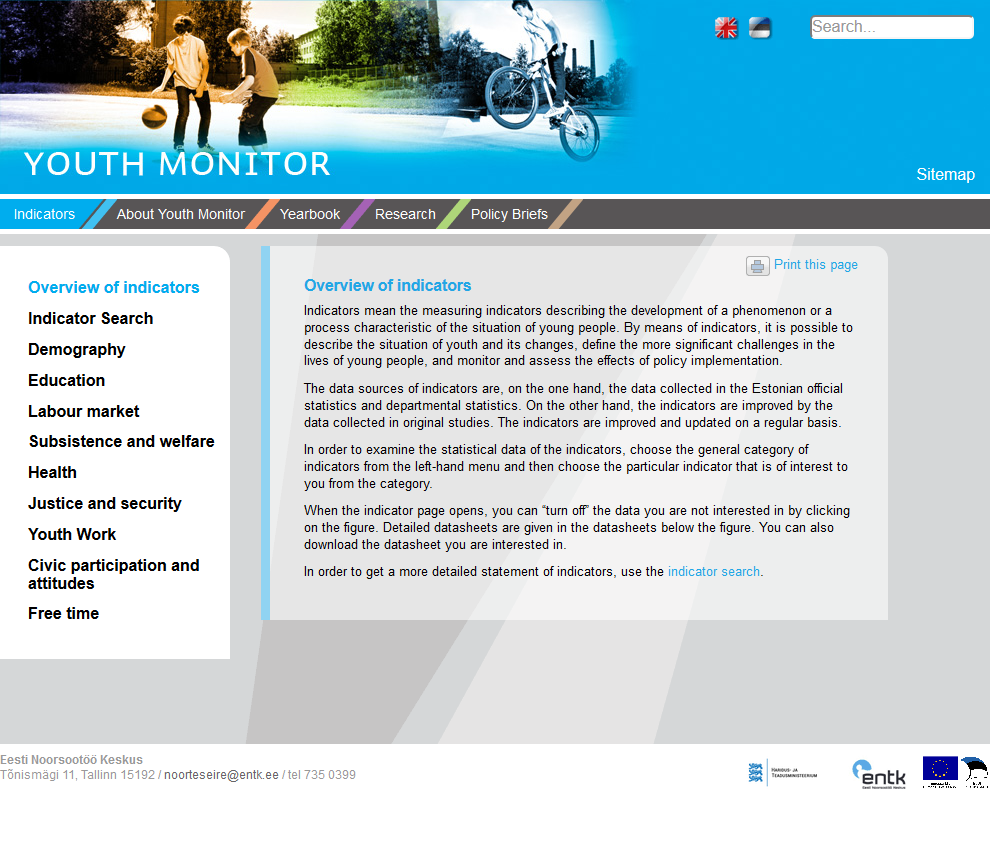 Search...
YOUTH MONITOR
Sitemap
Indicators
About Youth Monitor
Yearbook
Research
Policy Briefs
Overview of indicators
Indicator Search
Demography
Education
Labour market
Subsistence and welfare
Health
Justice and security
Youth Work
Civic participation and
attitudes
Free time
Print this page
Overview of indicators
Indicators mean the measuring indicators describing the development of a phenomenon or a
process characteristic of the situation of young people. By means of indicators, it is possible to
describe the situation of youth and its changes, define the more significant challenges in the
lives of young people, and monitor and assess the effects of policy implementation.
The data sources of indicators are, on the one hand, the data collected in the Estonian official
statistics and departmental statistics. On the other hand, the indicators are improved by the
data collected in original studies. The indicators are improved and updated on a regular basis.
In order to examine the statistical data of the indicators, choose the general category of
indicators from the left-hand menu and then choose the particular indicator that is of interest to
you from the category.
When the indicator page opens, you can “turn off” the data you are not interested in by clicking
on the figure. Detailed datasheets are given in the datasheets below the figure. You can also
download the datasheet you are interested in.
In order to get a more detailed statement of indicators, use the indicator search.
Eesti Noorsootöö Keskus
Tõnismägi 11, Tallinn 15192 / noorteseire@entk.ee / tel 735 0399
HARIDUS- JA
TEADUSMINISTEERIUM
entk